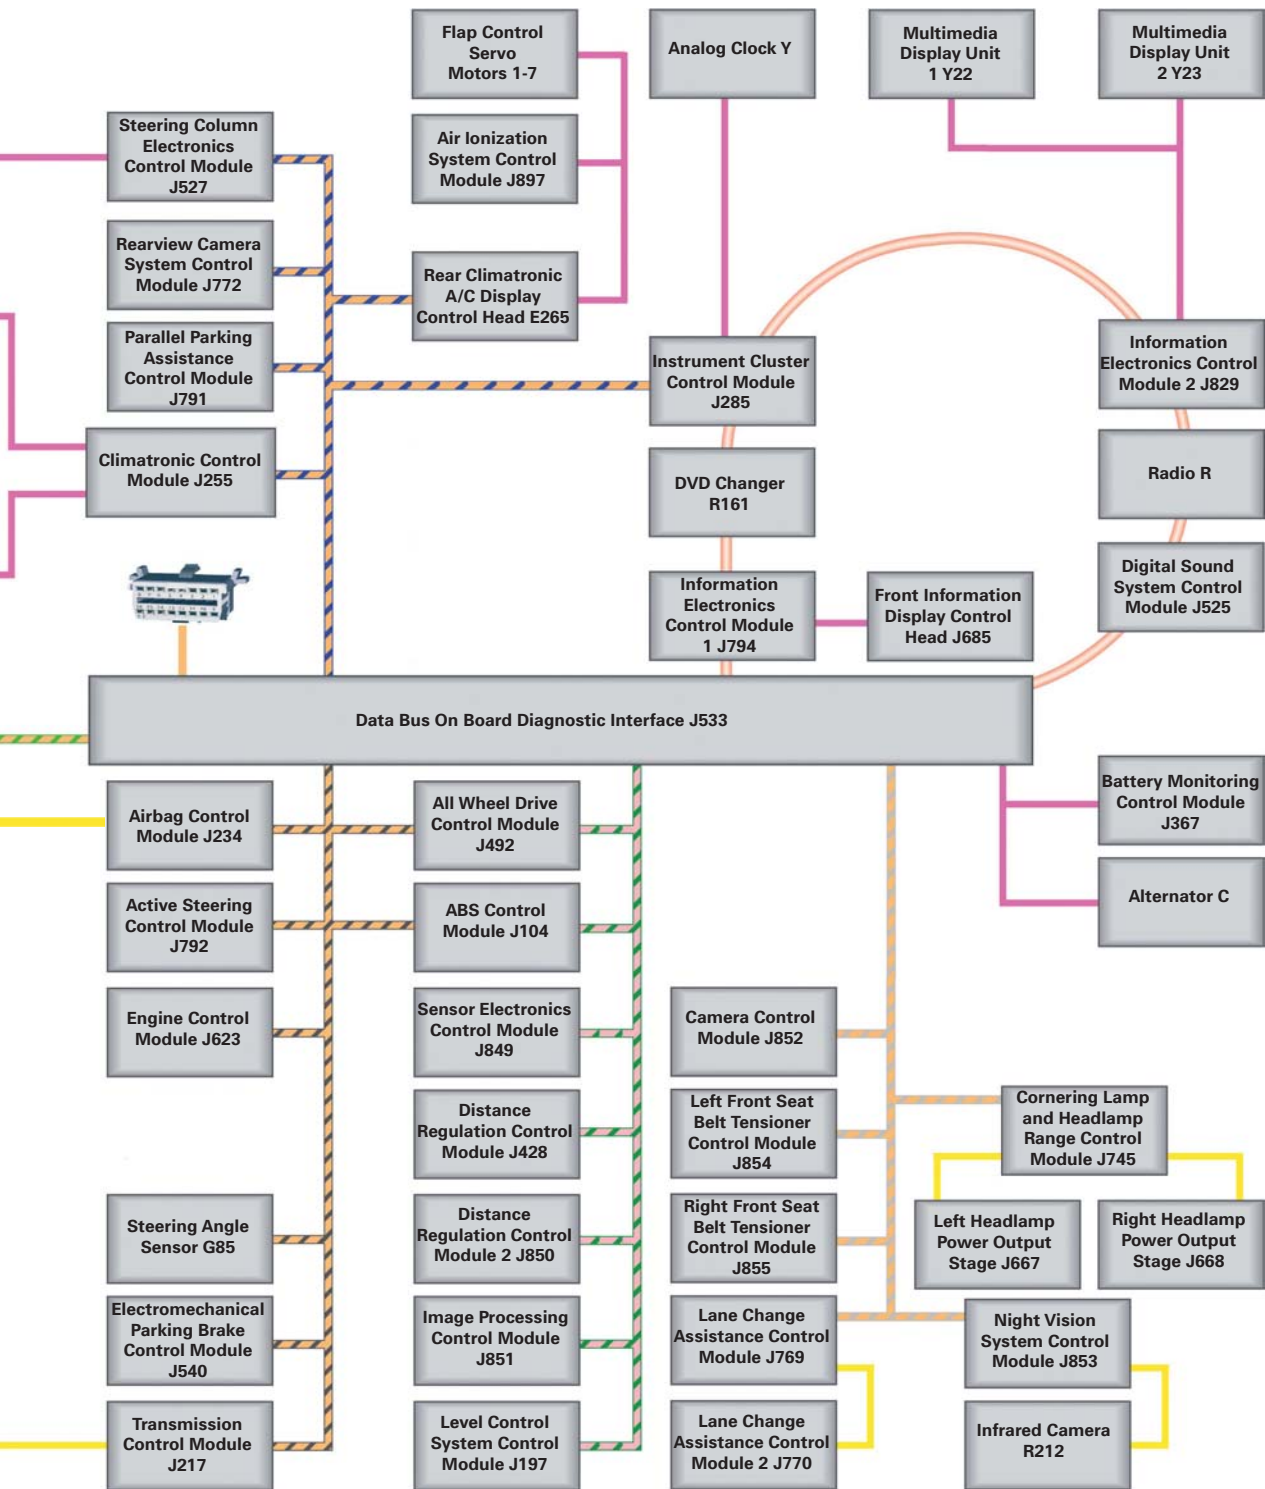 Flap Control
Servo
Motors 1-7
Analog Clock Y
Multimedia
Display Unit
1 Y22
Multimedia
Display Unit
2 Y23
Steering Column
Electronics
Control Module
J527
Air Ionization
System Control
Module J897
Rearview Camera
System Control
Module J772
Rear Climatronic
A/C Display
Control Head E265
Parallel Parking
Assistance
Control Module
J791
Instrument Cluster
Control Module
J285
Information
Electronics Control
Module 2 J829
Climatronic Control
Module J255
DVD Changer
R161
Radio R
Information
Electronics
Control Module
1 J794
Front Information
Display Control
Head J685
Digital Sound
System Control
Module J525
Data Bus On Board Diagnostic Interface J533
Airbag Control
Module J234
All Wheel Drive
Control Module
J492
Battery Monitoring
Control Module
J367
Active Steering
Control Module
J792
ABS Control
Module J104
Alternator C
Engine Control
Module J623
Sensor Electronics
Control Module
J849
Camera Control
Module J852
Distance
Regulation Control
Module J428
Left Front Seat
Belt Tensioner
Control Module
J854
Cornering Lamp
and Headlamp
Range Control
Module J745
Steering Angle
Sensor G85
Distance
Regulation Control
Module 2 J850
Right Front Seat
Belt Tensioner
Control Module
J855
Left Headlamp
Power Output
Stage J667
Right Headlamp
Power Output
Stage J668
Electromechanical
Parking Brake
Control Module
J540
Image Processing
Control Module
J851
Lane Change
Assistance Control
Module J769
Night Vision
System Control
Module J853
Transmission
Control Module
J217
Level Control
System Control
Module J197
Lane Change
Assistance Control
Module 2 J770
Infrared Camera
R212